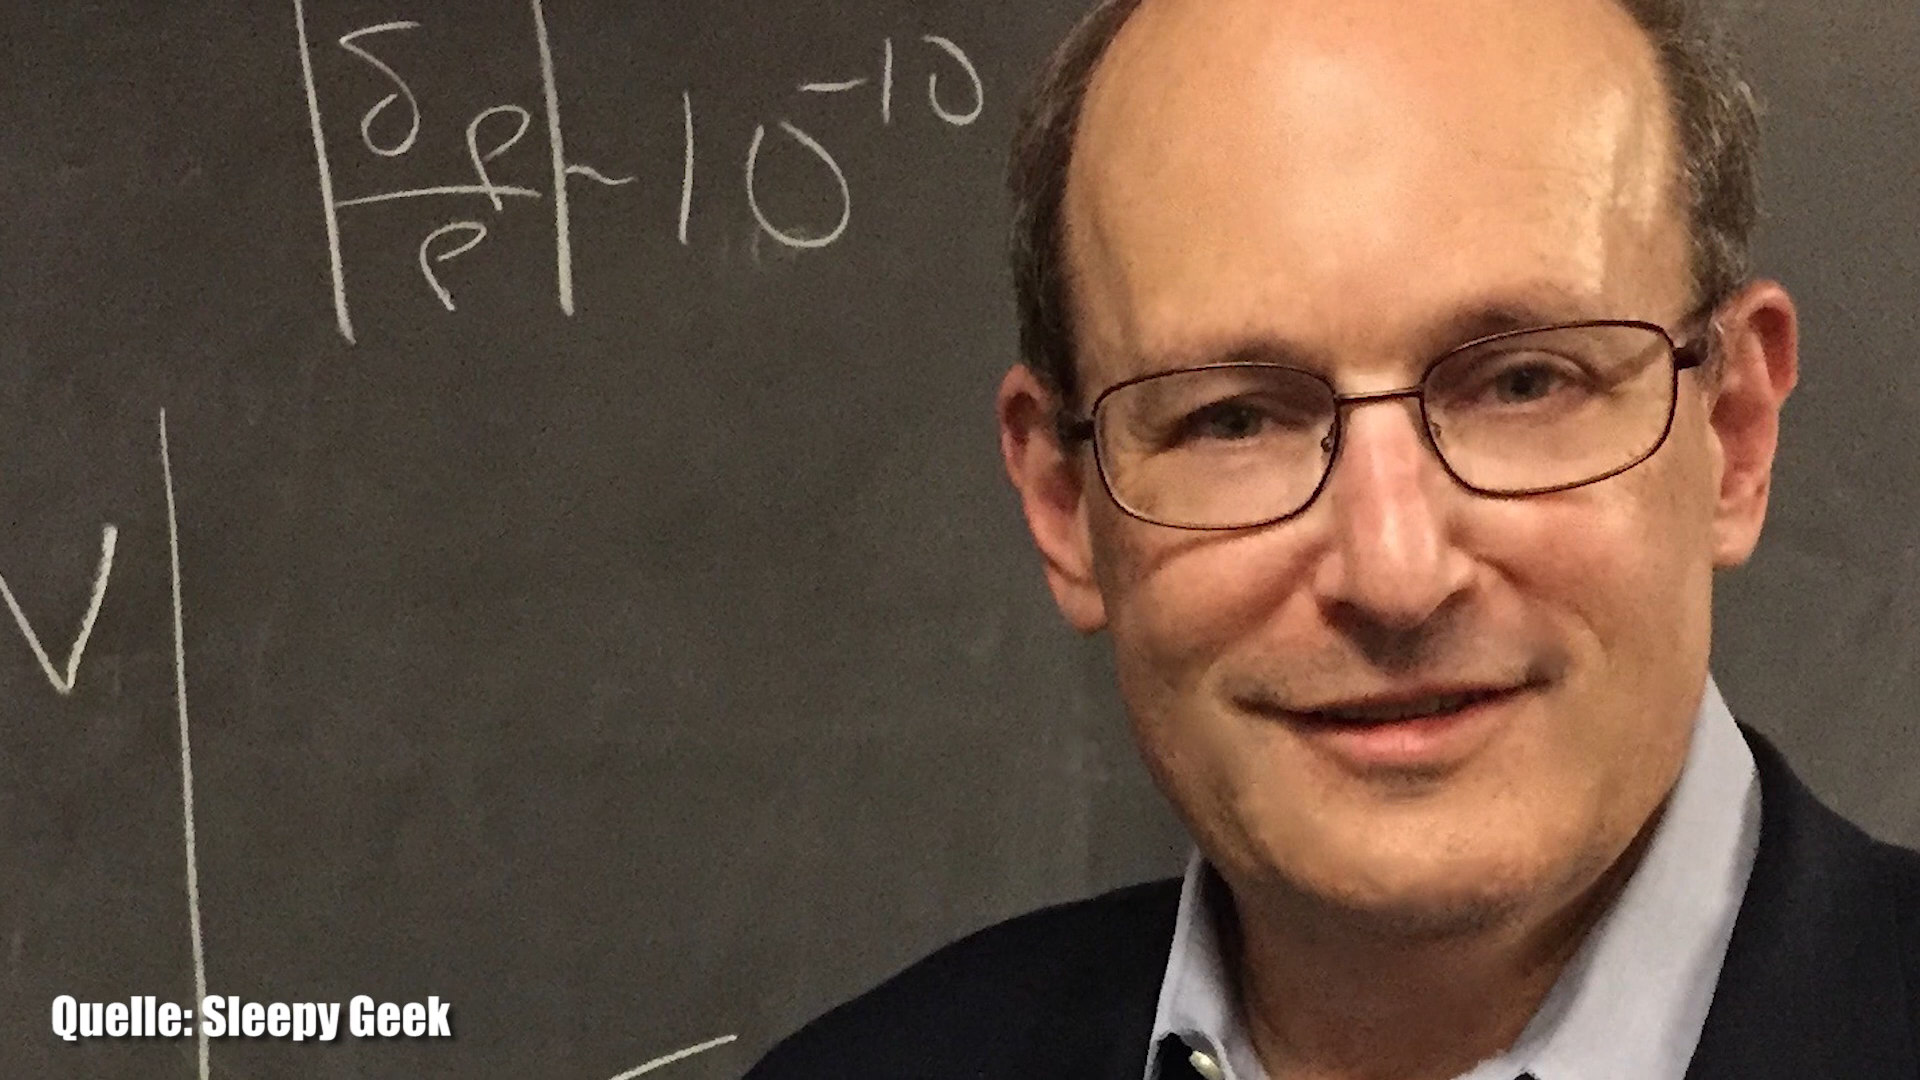 |δρ/ρ| ~ 10⁻¹⁰
V
Quelle: Sleepy Geek